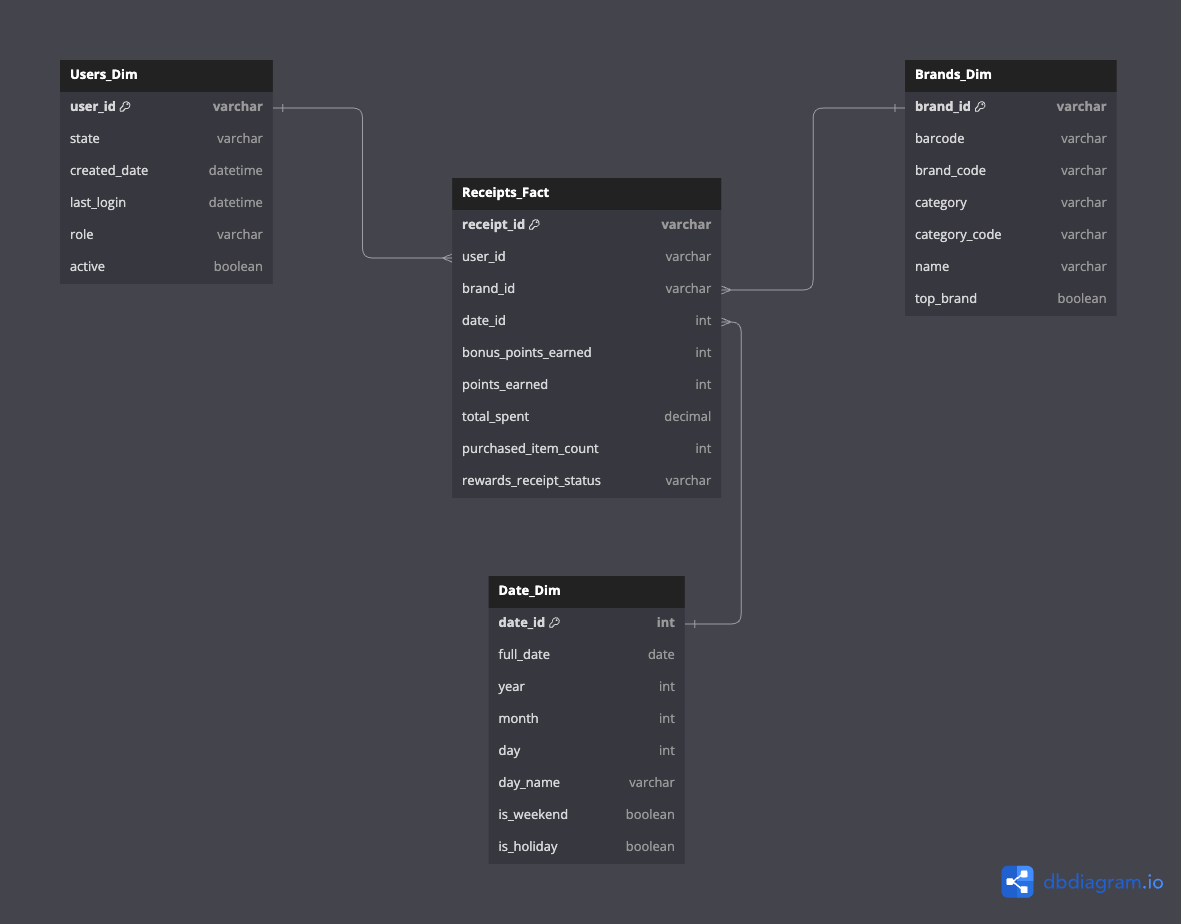 Users_Dim
user_id varchar
state varchar
created_date datetime
last_login datetime
role varchar
active boolean
Receipts_Fact
receipt_id varchar
user_id varchar
brand_id varchar
date_id int
bonus_points_earned int
points_earned int
total_spent decimal
purchased_item_count int
rewards_receipt_status varchar
Brands_Dim
brand_id varchar
barcode varchar
brand_code varchar
category varchar
category_code varchar
name varchar
top_brand boolean
Date_Dim
date_id int
full_date date
year int
month int
day int
day_name varchar
is_weekend boolean
is_holiday boolean
dbdiagram.io